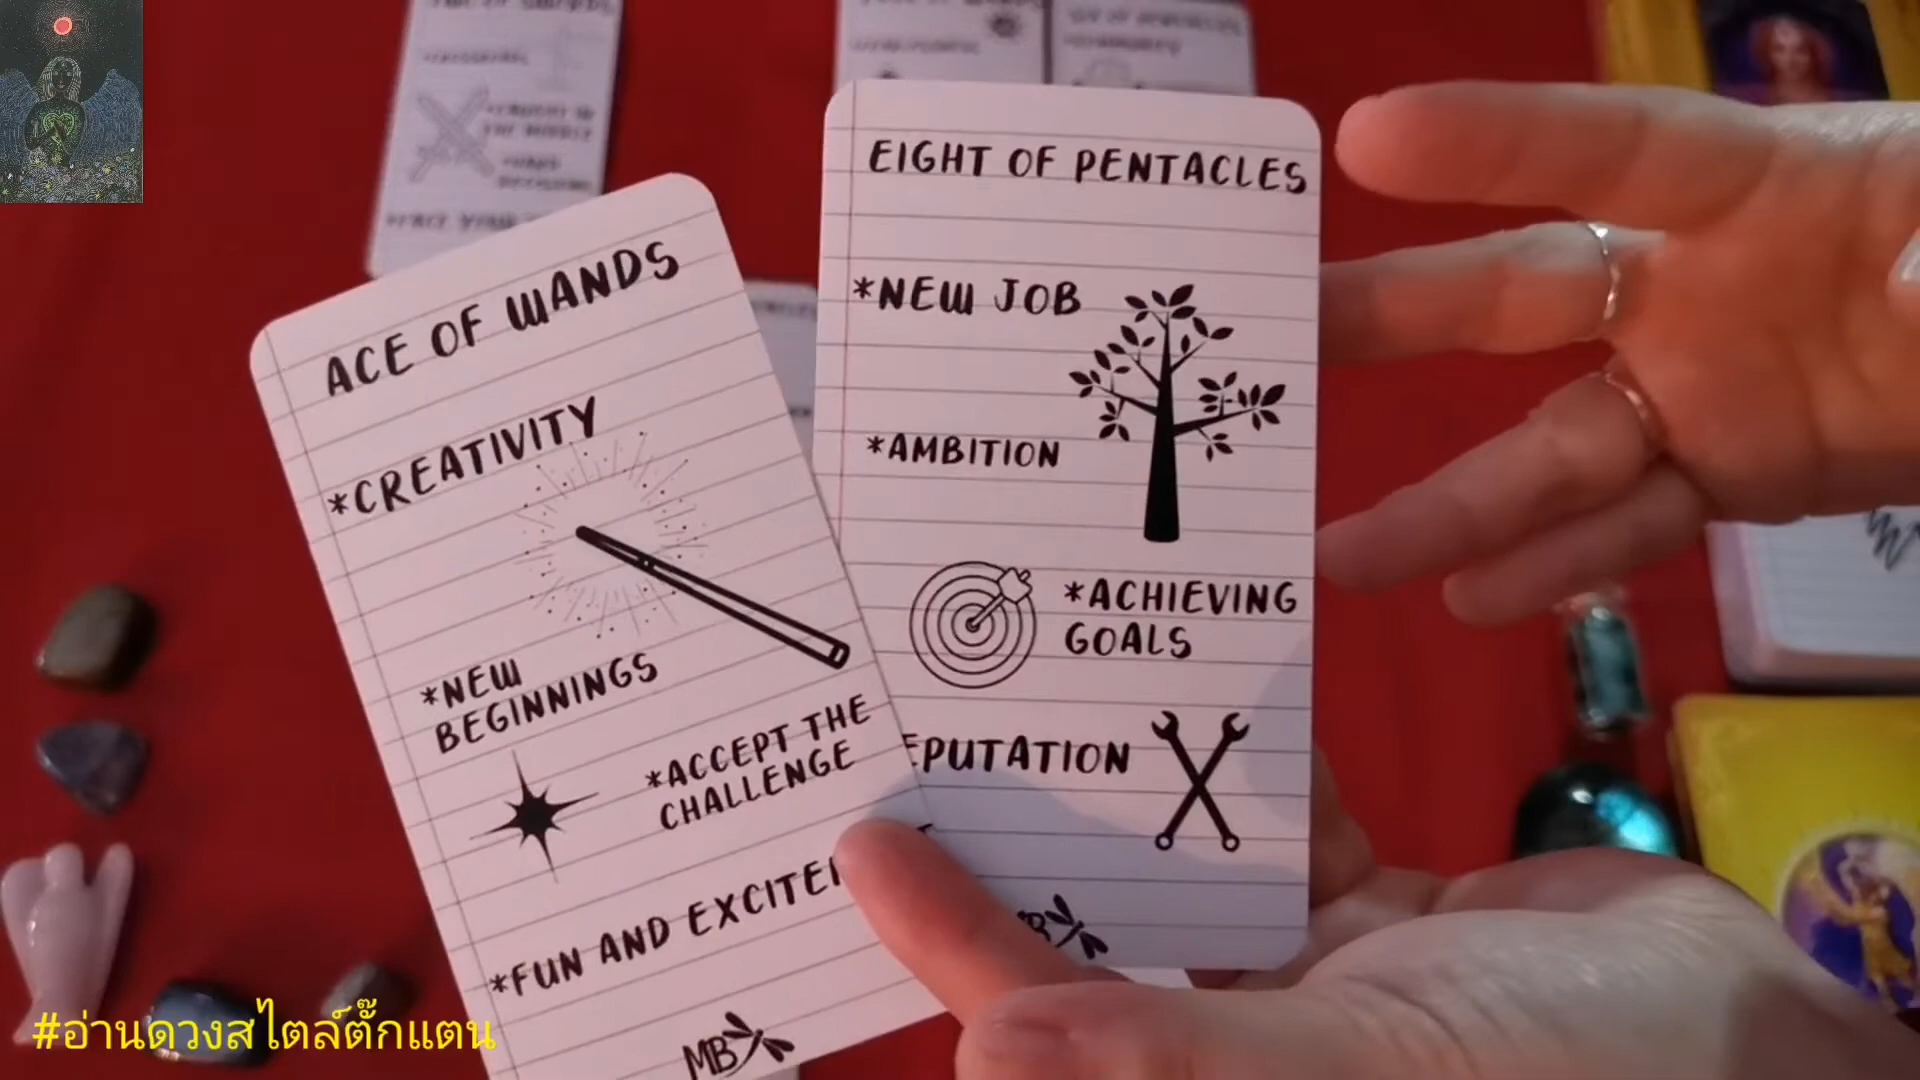 ACE OF WANDS
*CREATIVITY
*NEW
BEGINNINGS
*ACCEPT THE
CHALLENGE
*FUN AND EXCITE
MB
EIGHT OF PENTACLES
*NEW JOB
*AMBITION
*ACHIEVING
GOALS
EPUTATION
#อ่านดวงสไตล์ตั๊กแตน